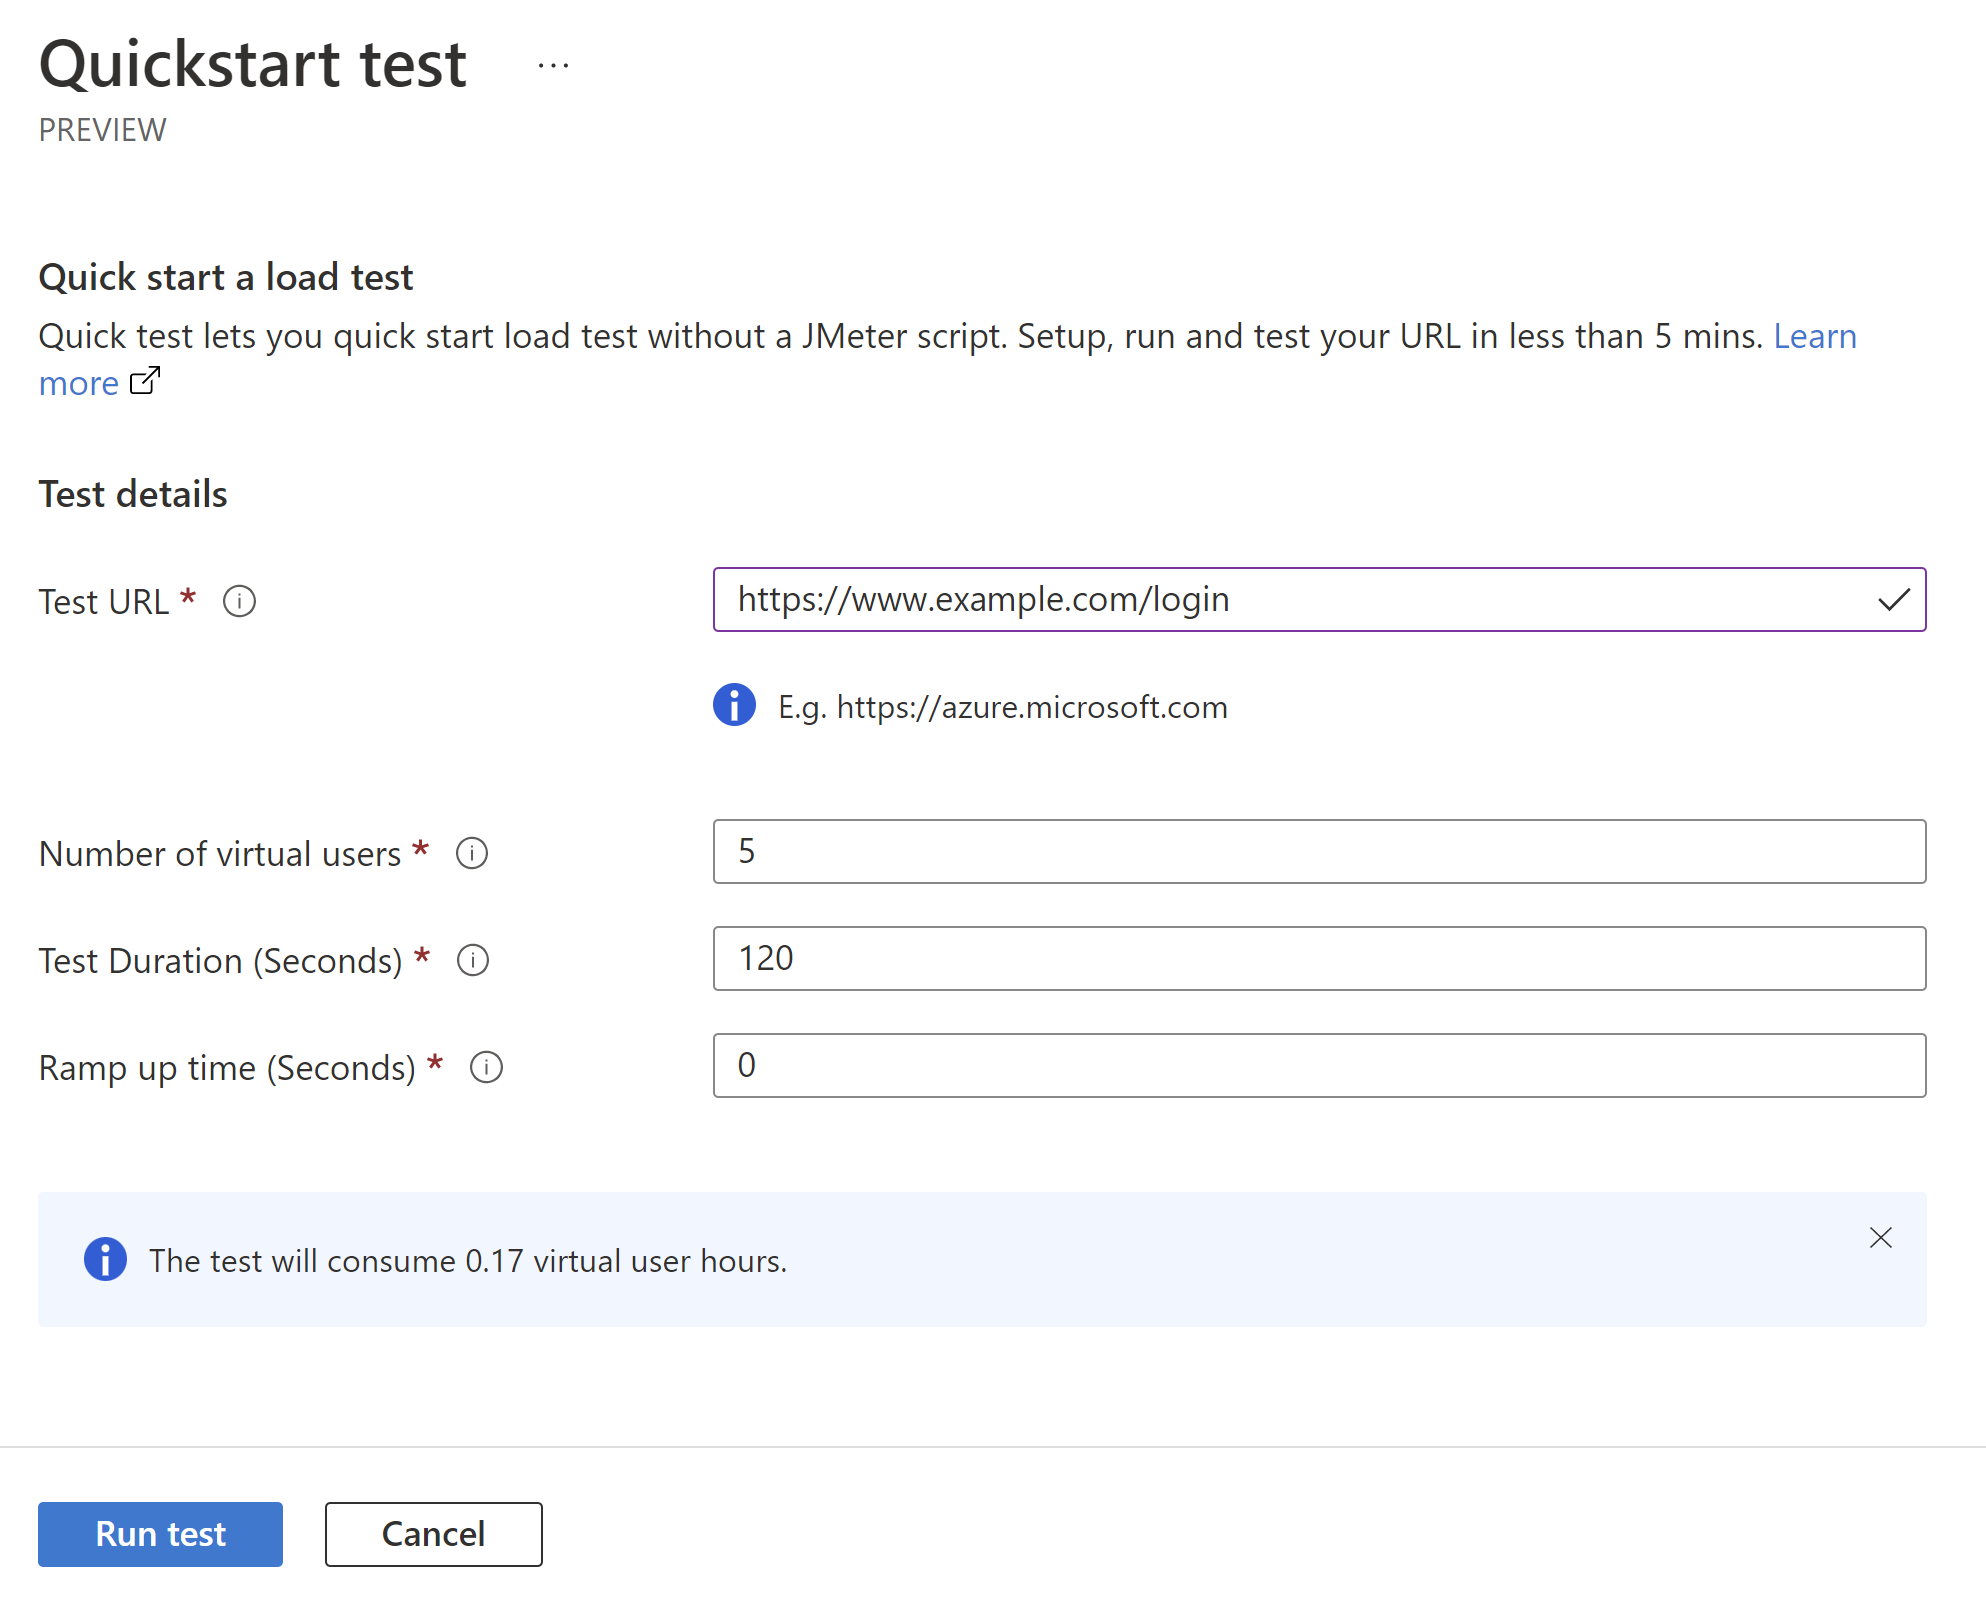 Quickstart test ...
PREVIEW
Quick start a load test
Quick test lets you quick start load test without a JMeter script. Setup, run and test your URL in less than 5 mins. Learn
more
Test details
Test URL * https://www.example.com/login
E.g. https://azure.microsoft.com
Number of virtual users * 5
Test Duration (Seconds) * 120
Ramp up time (Seconds) * 0
The test will consume 0.17 virtual user hours.
Run test Cancel